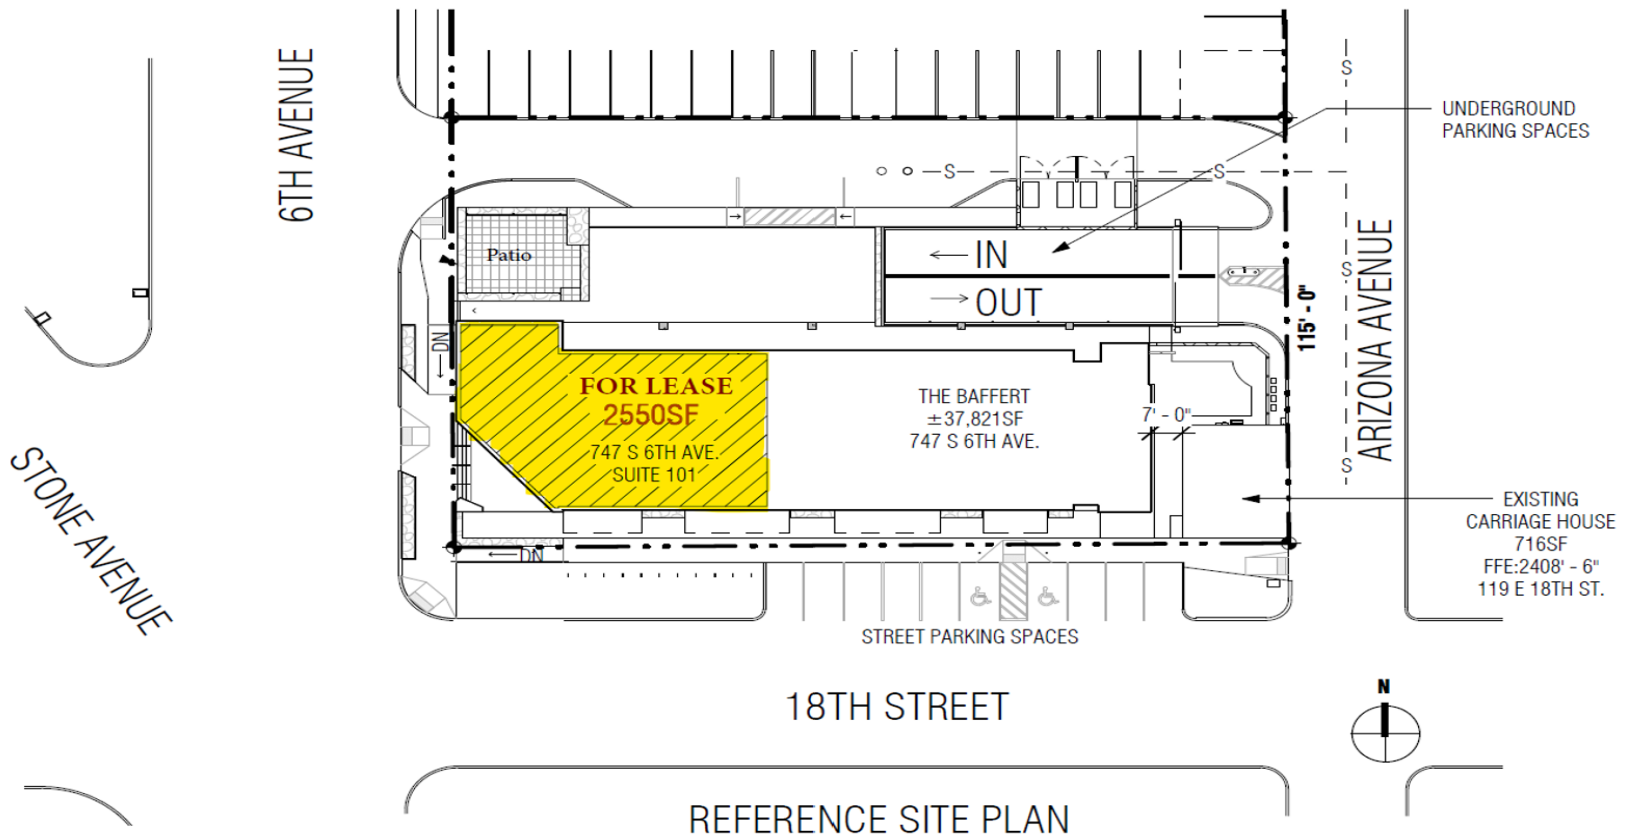 6TH AVENUE
S
UNDERGROUND
PARKING SPACES
S
S
Patio
IN
OUT
S
115' - 0"
ARIZONA AVENUE
DN
FOR LEASE
2550SF
747 S 6TH AVE.
SUITE 101
THE BAFFERT
±37,821SF
747 S 6TH AVE.
7' - 0"
S
STONE AVENUE
EXISTING
CARRIAGE HOUSE
716SF
FFE:2408' - 6"
119 E 18TH ST.
DN
STREET PARKING SPACES
18TH STREET
N
REFERENCE SITE PLAN